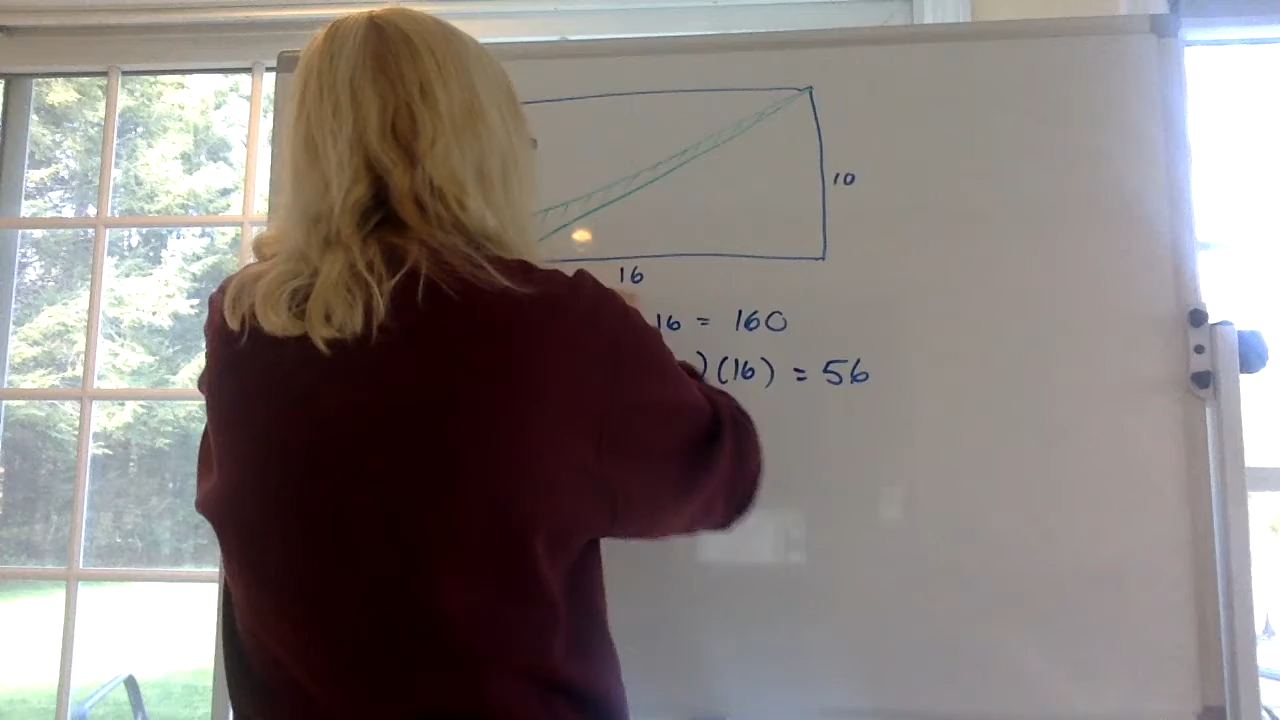 10
16
16 = 160
)(16) = 56